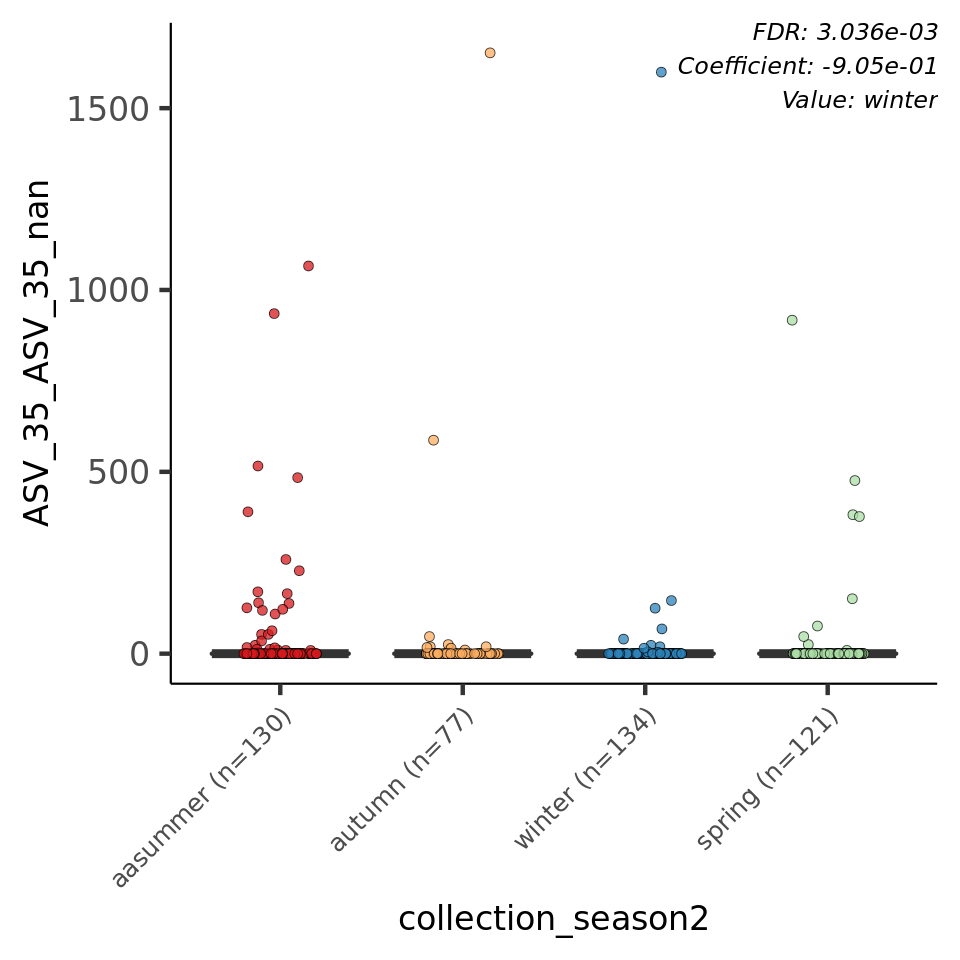 FDR: 3.036e-03
Coefficient: -9.05e-01
Value: winter
ASV_35_ASV_35_nan
1500
1000
500
0
aasummer (n=130)
autumn (n=77)
winter (n=134)
spring (n=121)
collection_season2